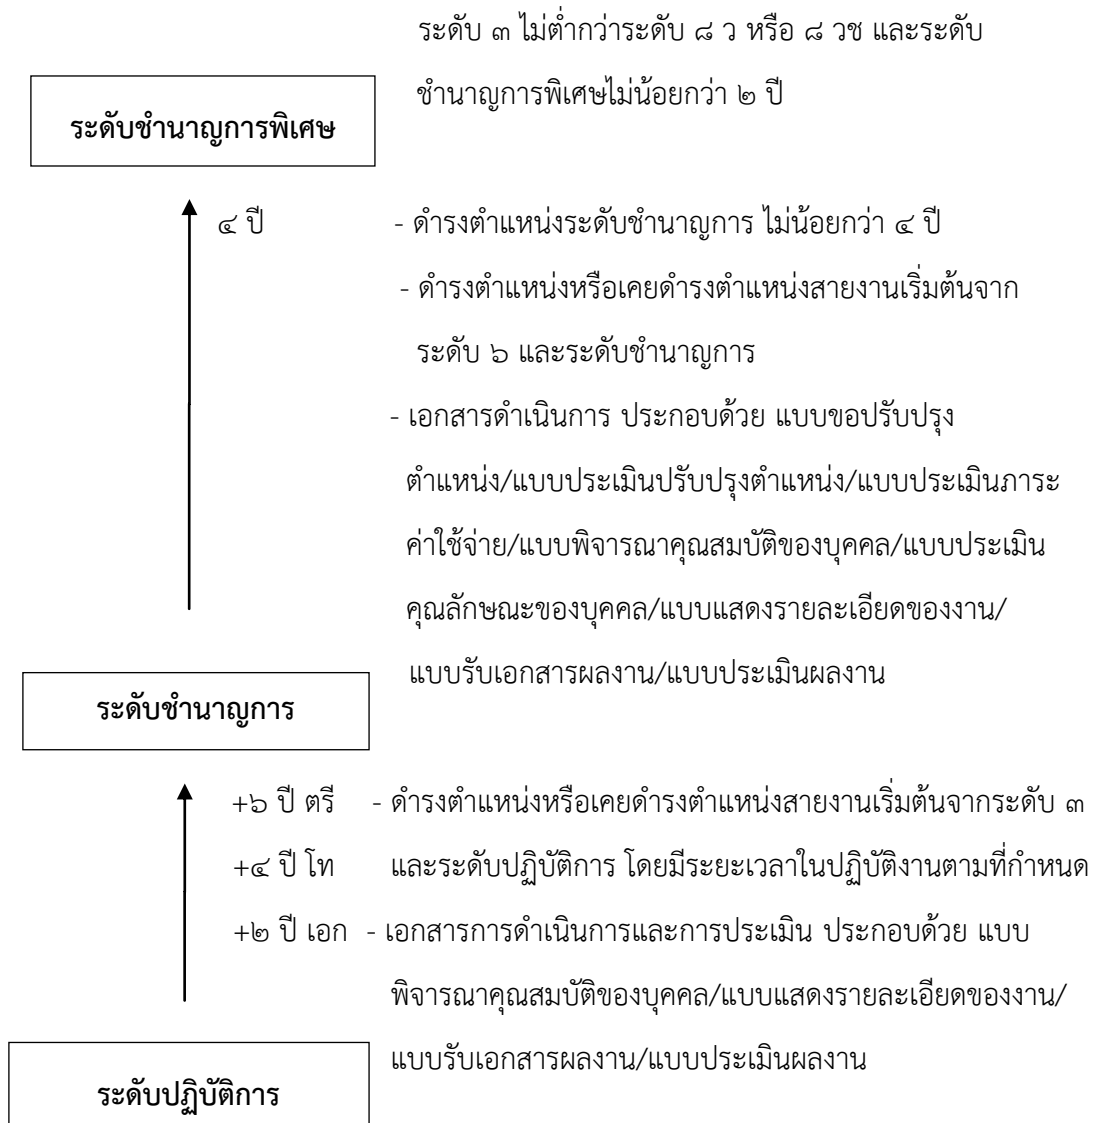 ระดับ ๓ ไม่ต่ำกว่าระดับ ๘ ว หรือ ๘ วช และระดับ
ชำนาญการพิเศษไม่น้อยกว่า ๒ ปี
ระดับชำนาญการพิเศษ
๔ ปี - ดำรงตำแหน่งระดับชำนาญการ ไม่น้อยกว่า ๔ ปี
- ดำรงตำแหน่งหรือเคยดำรงตำแหน่งสายงานเริ่มต้นจาก
ระดับ ๖ และระดับชำนาญการ
- เอกสารดำเนินการ ประกอบด้วย แบบขอปรับปรุง
ตำแหน่ง/แบบประเมินปรับปรุงตำแหน่ง/แบบประเมินภาระ
ค่าใช้จ่าย/แบบพิจารณาคุณสมบัติของบุคคล/แบบประเมิน
คุณลักษณะของบุคคล/แบบแสดงรายละเอียดของงาน/
แบบรับเอกสารผลงาน/แบบประเมินผลงาน
ระดับชำนาญการ
+๖ ปี ตรี - ดำรงตำแหน่งหรือเคยดำรงตำแหน่งสายงานเริ่มต้นจากระดับ ๓
+๔ ปี โท และระดับปฏิบัติการ โดยมีระยะเวลาในปฏิบัติงานตามที่กำหนด
+๒ ปี เอก - เอกสารการดำเนินการและการประเมิน ประกอบด้วย แบบ
พิจารณาคุณสมบัติของบุคคล/แบบแสดงรายละเอียดของงาน/
แบบรับเอกสารผลงาน/แบบประเมินผลงาน
ระดับปฏิบัติการ